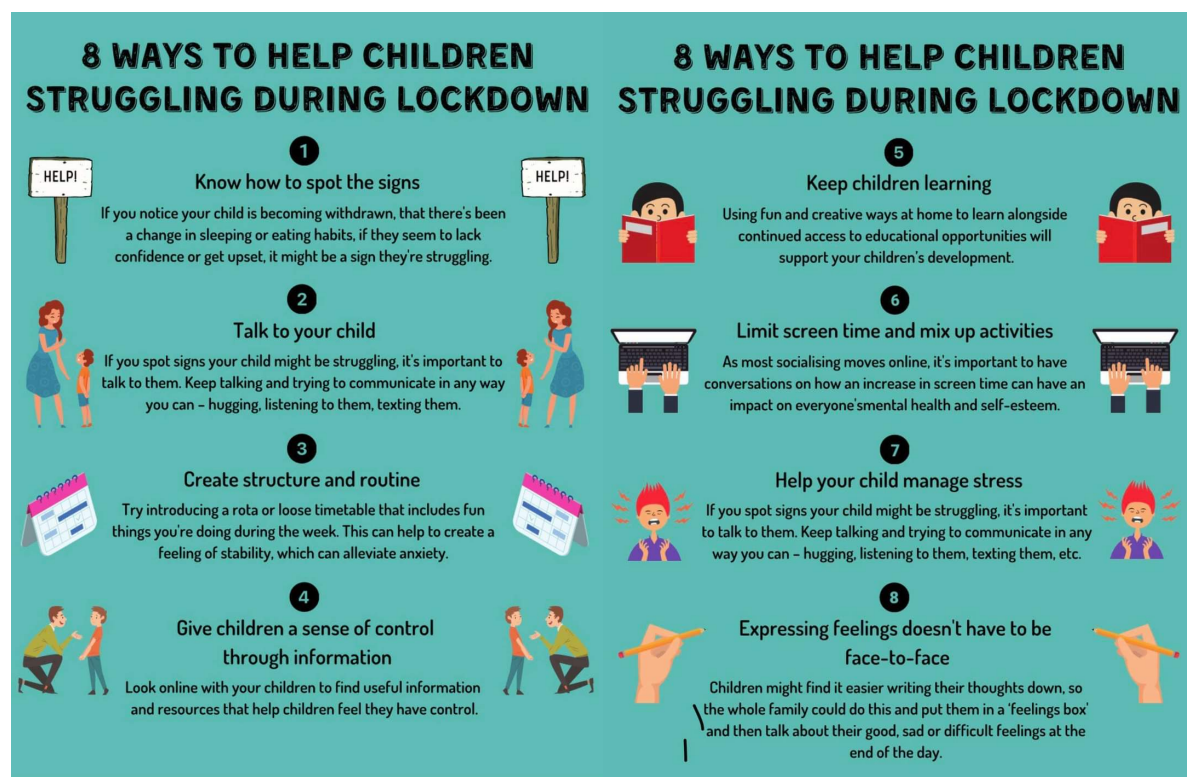 8 WAYS TO HELP CHILDREN
STRUGGLING DURING LOCKDOWN
1
HELP!
HELP!
Know how to spot the signs
If you notice your child is becoming withdrawn, that there's been
a change in sleeping or eating habits, if they seem to lack
confidence or get upset, it might be a sign they're struggling.
2
Talk to your child
If you spot signs your child might be struggling, it's important to
talk to them. Keep talking and trying to communicate in any way
you can – hugging, listening to them, texting them.
3
Create structure and routine
Try introducing a rota or loose timetable that includes fun
things you're doing during the week. This can help to create a
feeling of stability, which can alleviate anxiety.
4
Give children a sense of control
through information
Look online with your children to find useful information
and resources that help children feel they have control.
8 WAYS TO HELP CHILDREN
STRUGGLING DURING LOCKDOWN
5
Keep children learning
Using fun and creative ways at home to learn alongside
continued access to educational opportunities will
support your children's development.
6
Limit screen time and mix up activities
As most socialising moves online, it's important to have
conversations on how an increase in screen time can have an
impact on everyone'smental health and self-esteem.
7
Help your child manage stress
If you spot signs your child might be struggling, it's important
to talk to them. Keep talking and trying to communicate in any
way you can – hugging, listening to them, texting them, etc.
8
Expressing feelings doesn't have to be
face-to-face
Children might find it easier writing their thoughts down, so
the whole family could do this and put them in a 'feelings box'
and then talk about their good, sad or difficult feelings at the
end of the day.